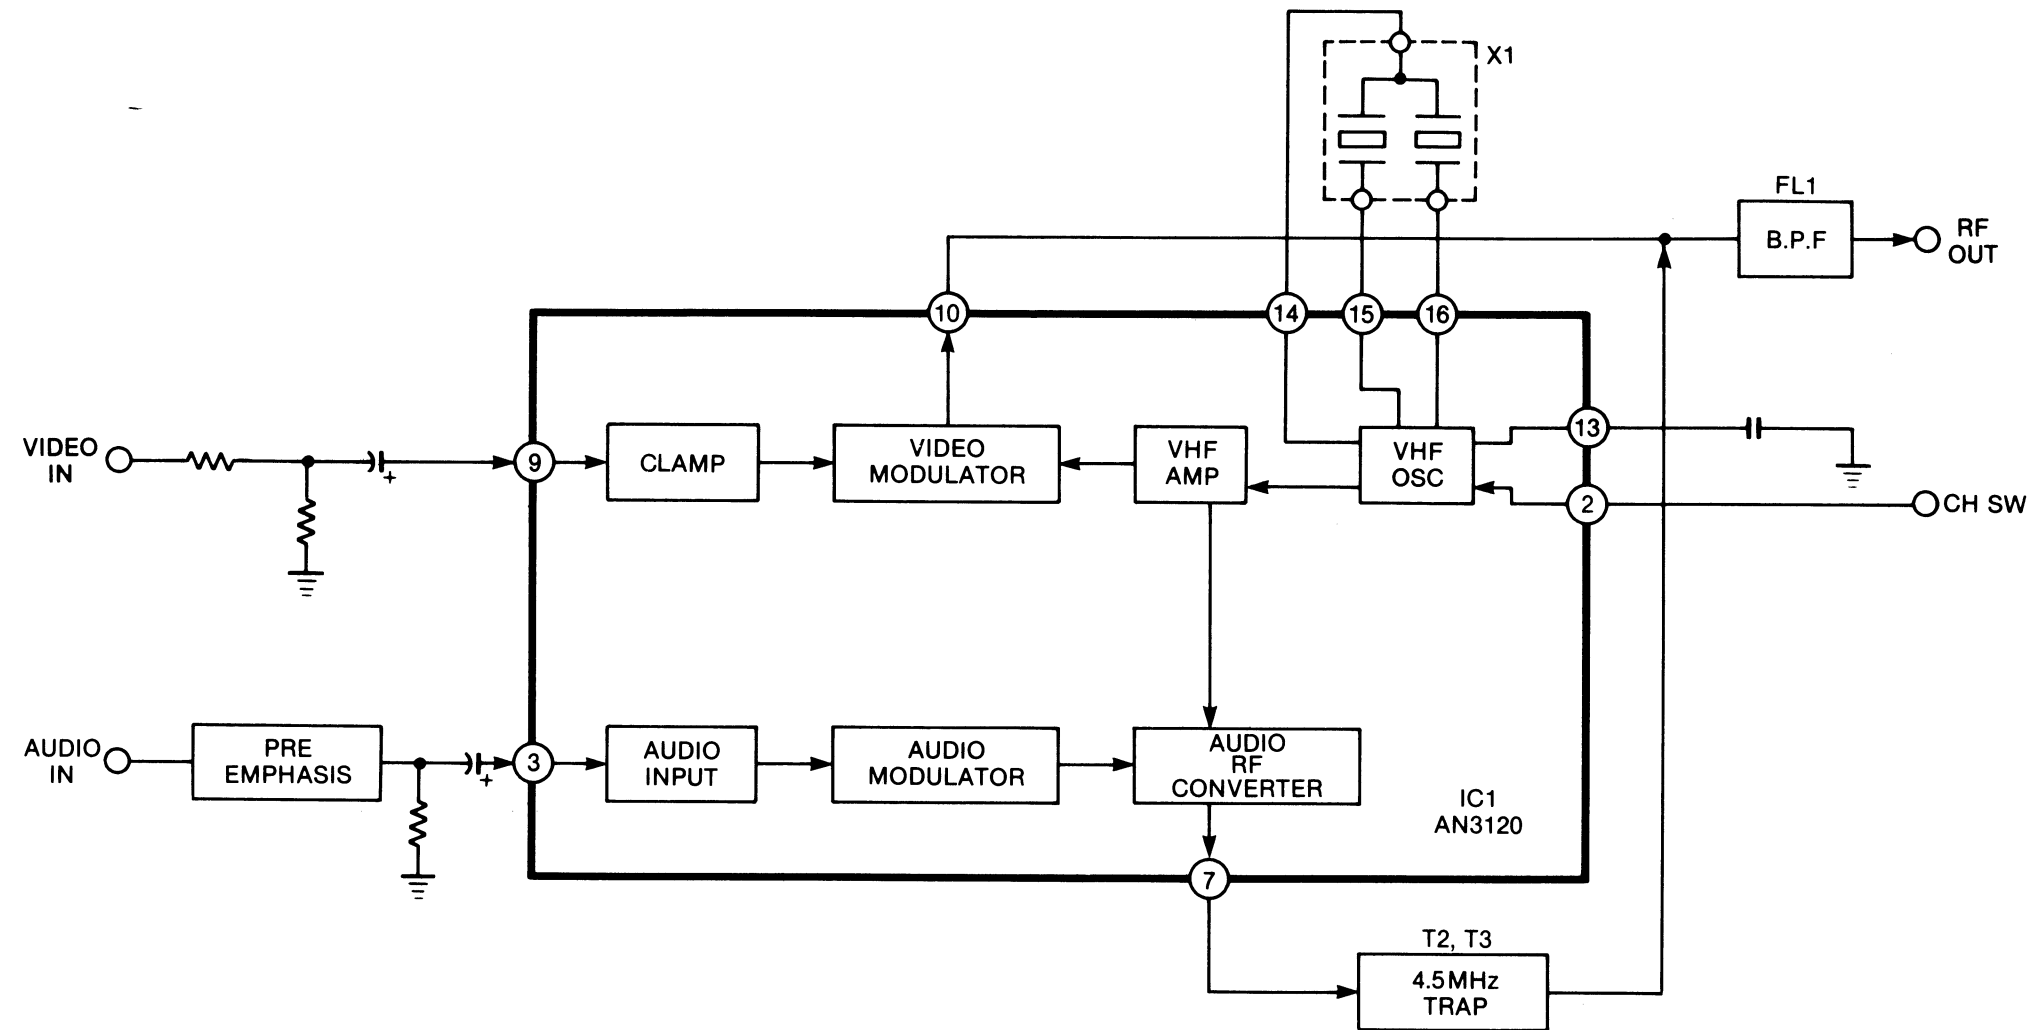 X1
FL1
B.P.F
RF
OUT
10
14
15
16
13
VIDEO
IN
+
9
CLAMP
VIDEO
MODULATOR
VHF
AMP
VHF
OSC
2
CH SW
AUDIO
IN
PRE
EMPHASIS
+
3
AUDIO
INPUT
AUDIO
MODULATOR
AUDIO
RF
CONVERTER
IC1
AN3120
7
T2, T3
4.5MHz
TRAP